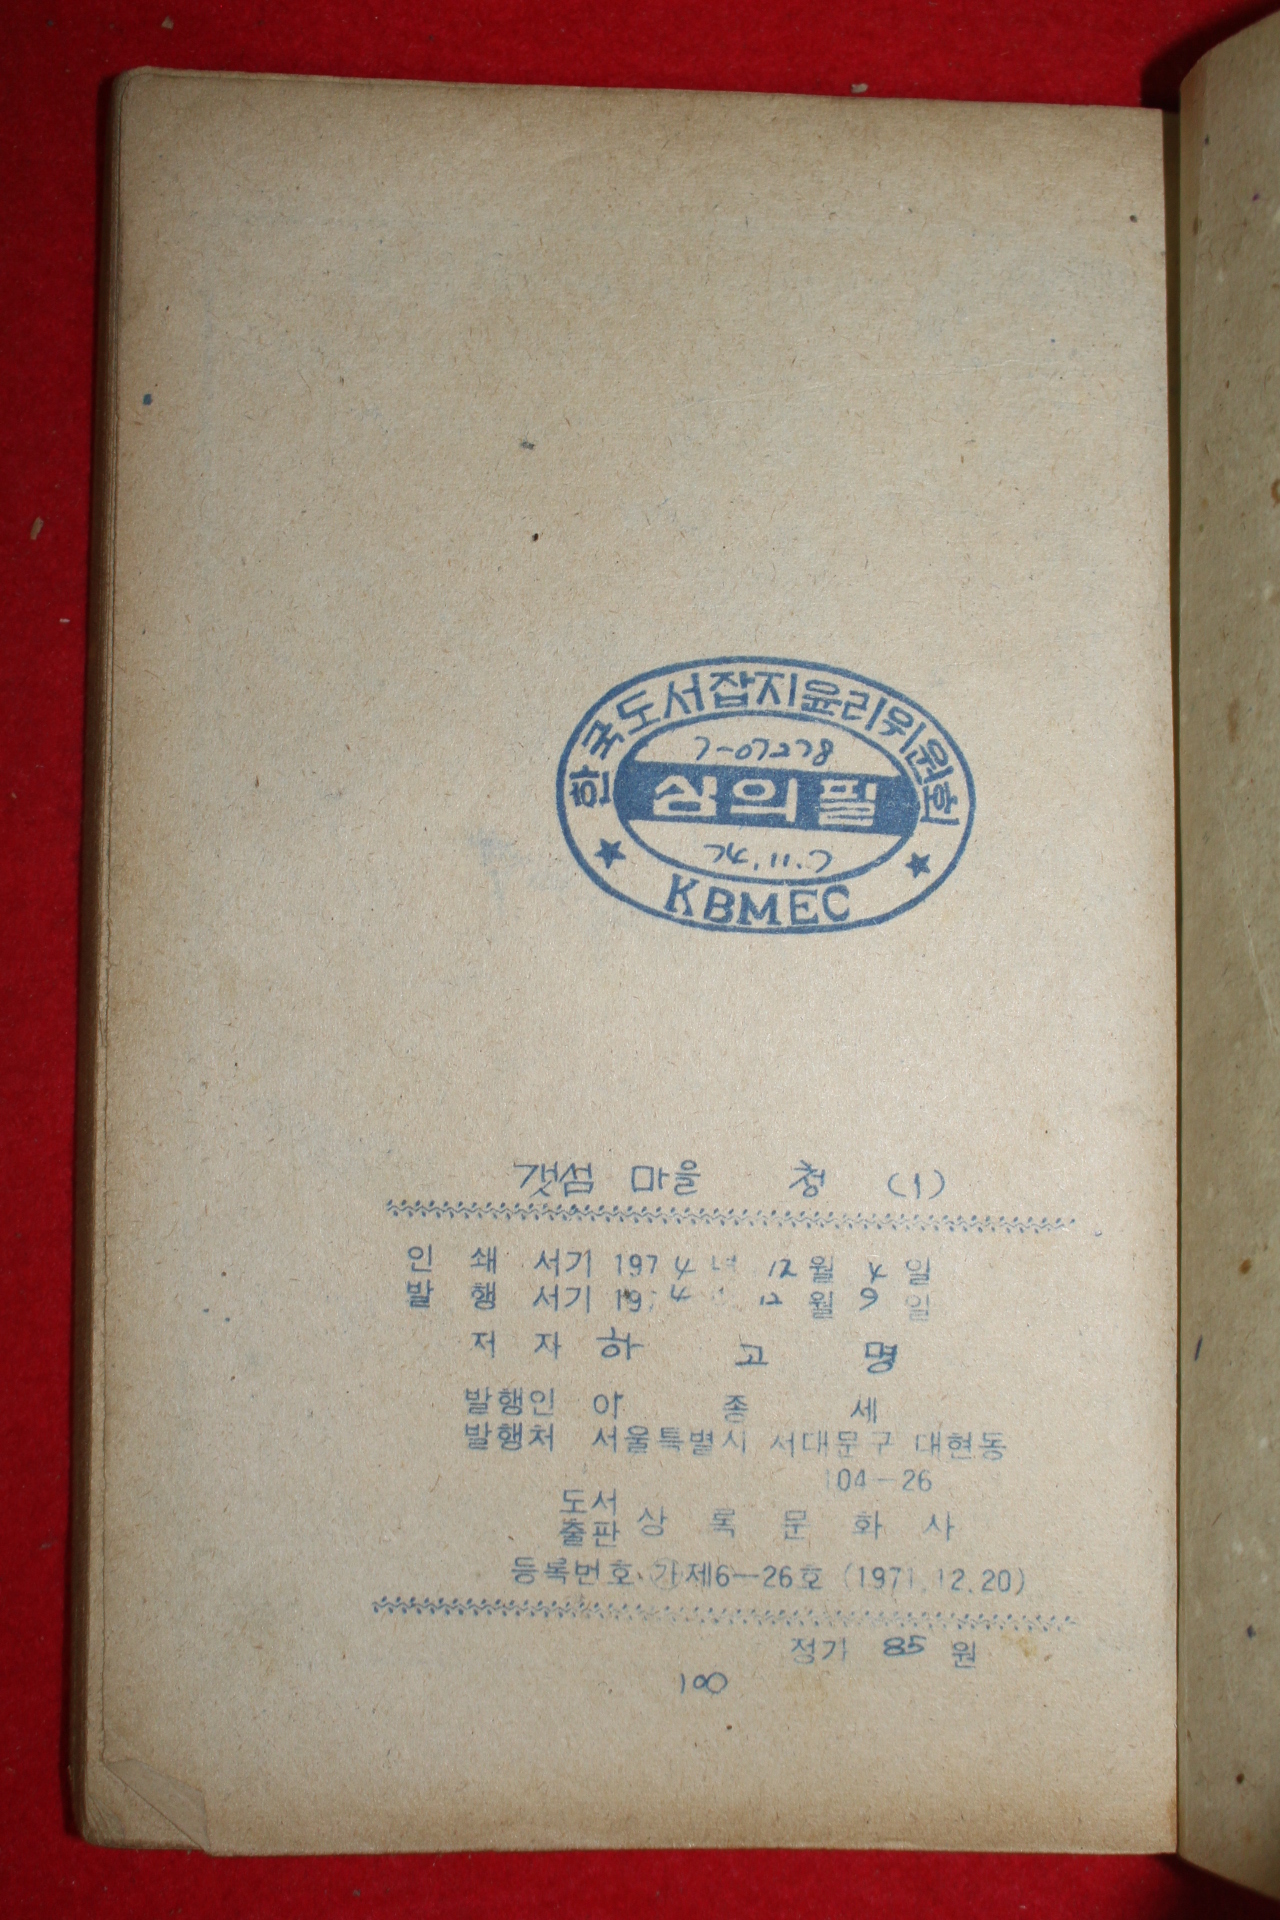 한국도서잡지윤리위원회
7-07278
심의필
74.11.7
KBMEC
갯섬 마을 청 (1)
인 쇄 서기 1974년 12월 4일
발 행 서기 1974 12월 9일
저 자 하 고 명
발행인 이 종 세
발행처 서울특별시 서대문구 대현동
104-26
도서출판 상 록 문 화 사
등록번호 가제6-26호 (1971.12.20)
정가 85 원
100